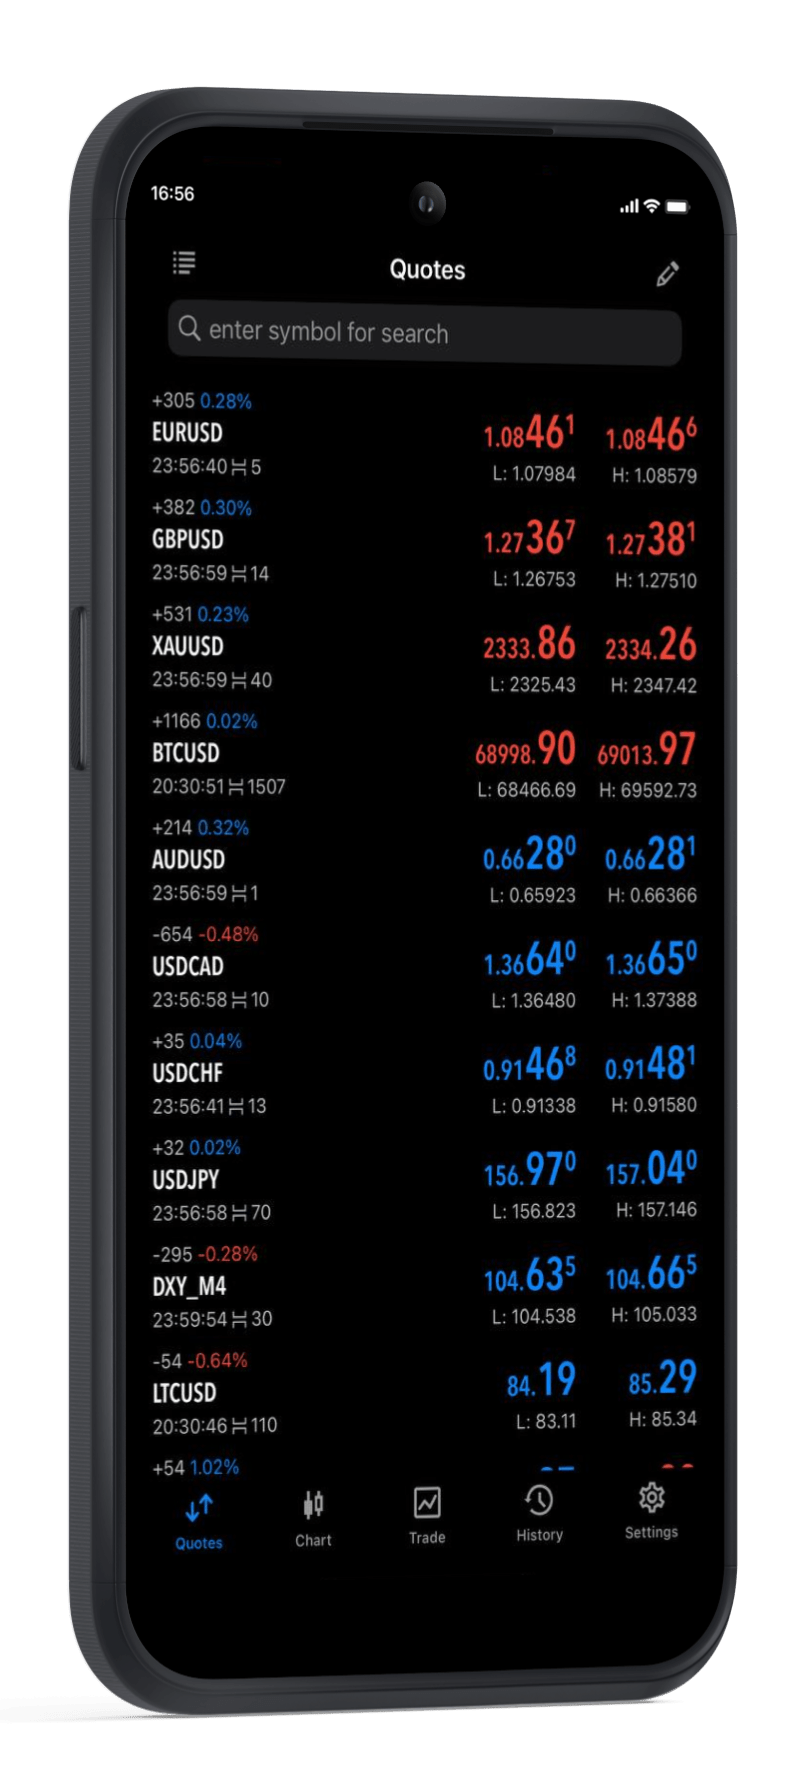 16:56
Quotes
enter symbol for search
+305 0.28%
EURUSD 1.08461 1.08466
23:56:40 5 L: 1.07984 H: 1.08579
+382 0.30%
GBPUSD 1.27367 1.27381
23:56:59 14 L: 1.26753 H: 1.27510
+531 0.23%
XAUUSD 2333.86 2334.26
23:56:59 40 L: 2325.43 H: 2347.42
+1166 0.02%
BTCUSD 68998.90 69013.97
20:30:51 1507 L: 68466.69 H: 69592.73
+214 0.32%
AUDUSD 0.66280 0.66281
23:56:59 1 L: 0.65923 H: 0.66366
-654 -0.48%
USDCAD 1.36640 1.36650
23:56:58 10 L: 1.36480 H: 1.37388
+35 0.04%
USDCHF 0.91468 0.91481
23:56:41 13 L: 0.91338 H: 0.91580
+32 0.02%
USDJPY 156.970 157.040
23:56:58 70 L: 156.823 H: 157.146
-295 -0.28%
DXY_M4 104.635 104.665
23:59:54 30 L: 104.538 H: 105.033
-54 -0.64%
LTCUSD 84.19 85.29
20:30:46 110 L: 83.11 H: 85.34
+54 1.02%
Quotes Chart Trade History Settings